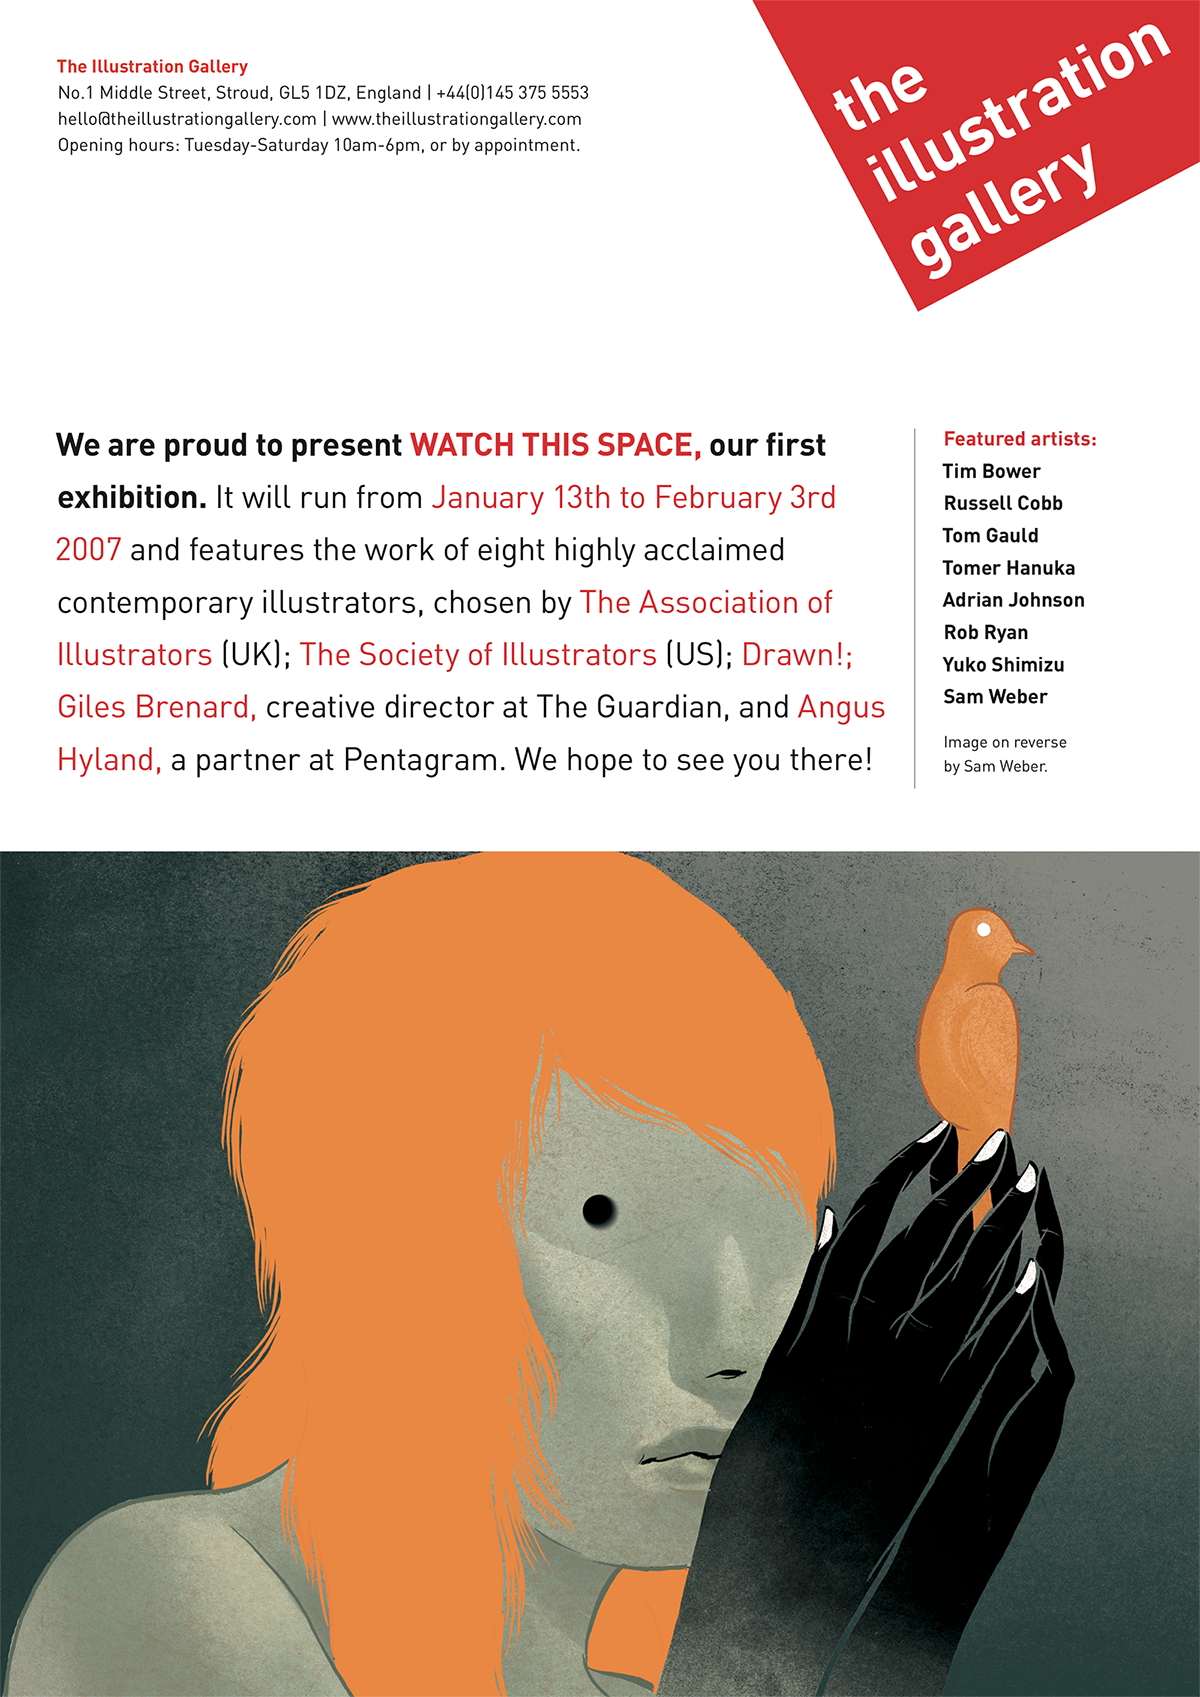 The Illustration Gallery
No.1 Middle Street, Stroud, GL5 1DZ, England | +44(0)145 375 5553
hello@theillustrationgallery.com | www.theillustrationgallery.com
Opening hours: Tuesday-Saturday 10am-6pm, or by appointment.
the
illustration
gallery
We are proud to present WATCH THIS SPACE, our first
exhibition. It will run from January 13th to February 3rd
2007 and features the work of eight highly acclaimed
contemporary illustrators, chosen by The Association of
Illustrators (UK); The Society of Illustrators (US); Drawn!;
Giles Brenard, creative director at The Guardian, and Angus
Hyland, a partner at Pentagram. We hope to see you there!
Featured artists:
Tim Bower
Russell Cobb
Tom Gauld
Tomer Hanuka
Adrian Johnson
Rob Ryan
Yuko Shimizu
Sam Weber
Image on reverse
by Sam Weber.